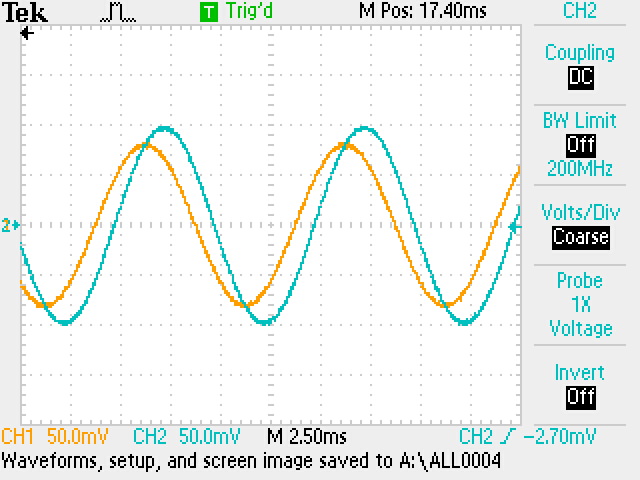 Tek T Trig'd M Pos: 17.40ms CH2
Coupling
DC
BW Limit
Off
200MHz
Volts/Div
Coarse
Probe
1X
Voltage
Invert
Off
2
CH1 50.0mV CH2 50.0mV M 2.50ms CH2 -2.70mV
Waveforms, setup, and screen image saved to A:\ALL0004